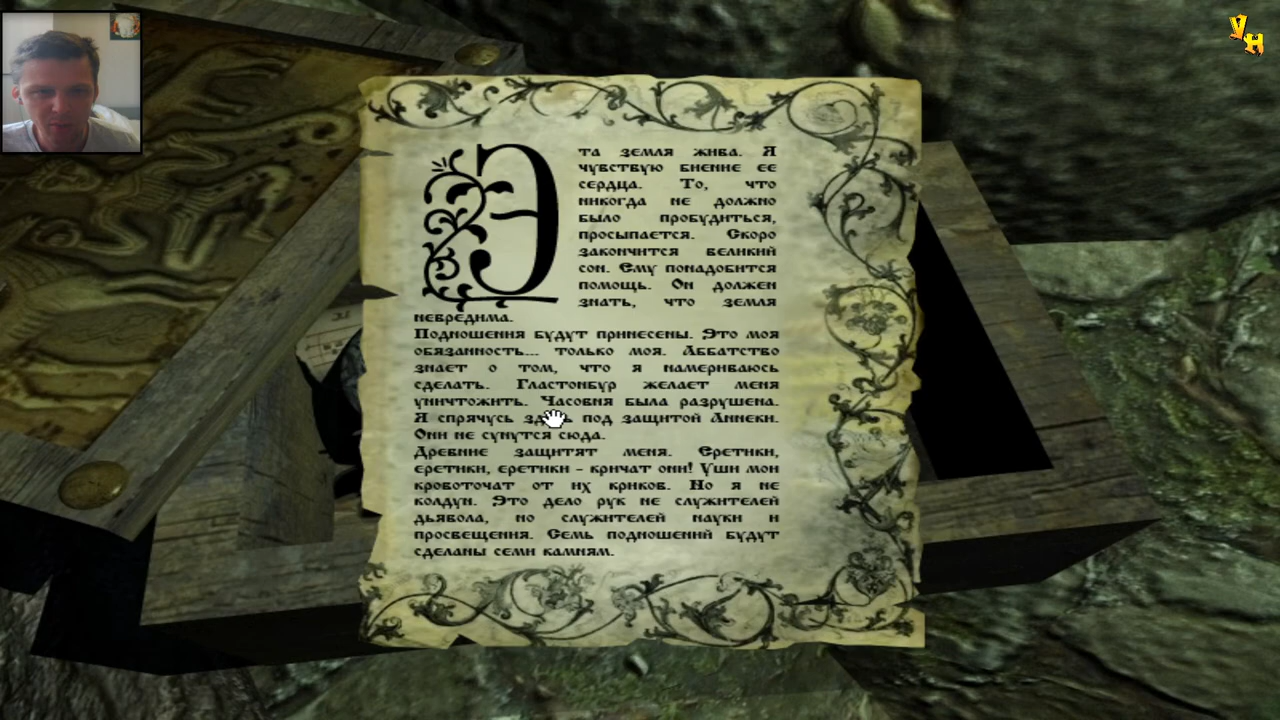 УН
Эта земля жива. Я
чувствую биение ее
сердца. То, что
никогда не должно
было пробудиться,
просыпается. Скоро
закончится великий
сон. Ему понадобится
помощь. Он должен
знать, что земля
невредима.
Подношения будут принесены. Это моя
обязанность... только моя. Аббатство
знает о том, что я намериваюсь
сделать. Гластонбур желает меня
уничтожить. Часовня была разрушена.
Я спрячусь под защитой Аннеки.
Они не сунутся сюда.
Древние защитят меня. Еретики,
еретики, еретики - кричат они! Уши мои
кровоточат от их криков. Но я не
колдун. Это дело рук не служителей
дьявола, но служителей науки и
просвещения. Семь подношений будут
сделаны семи камням.